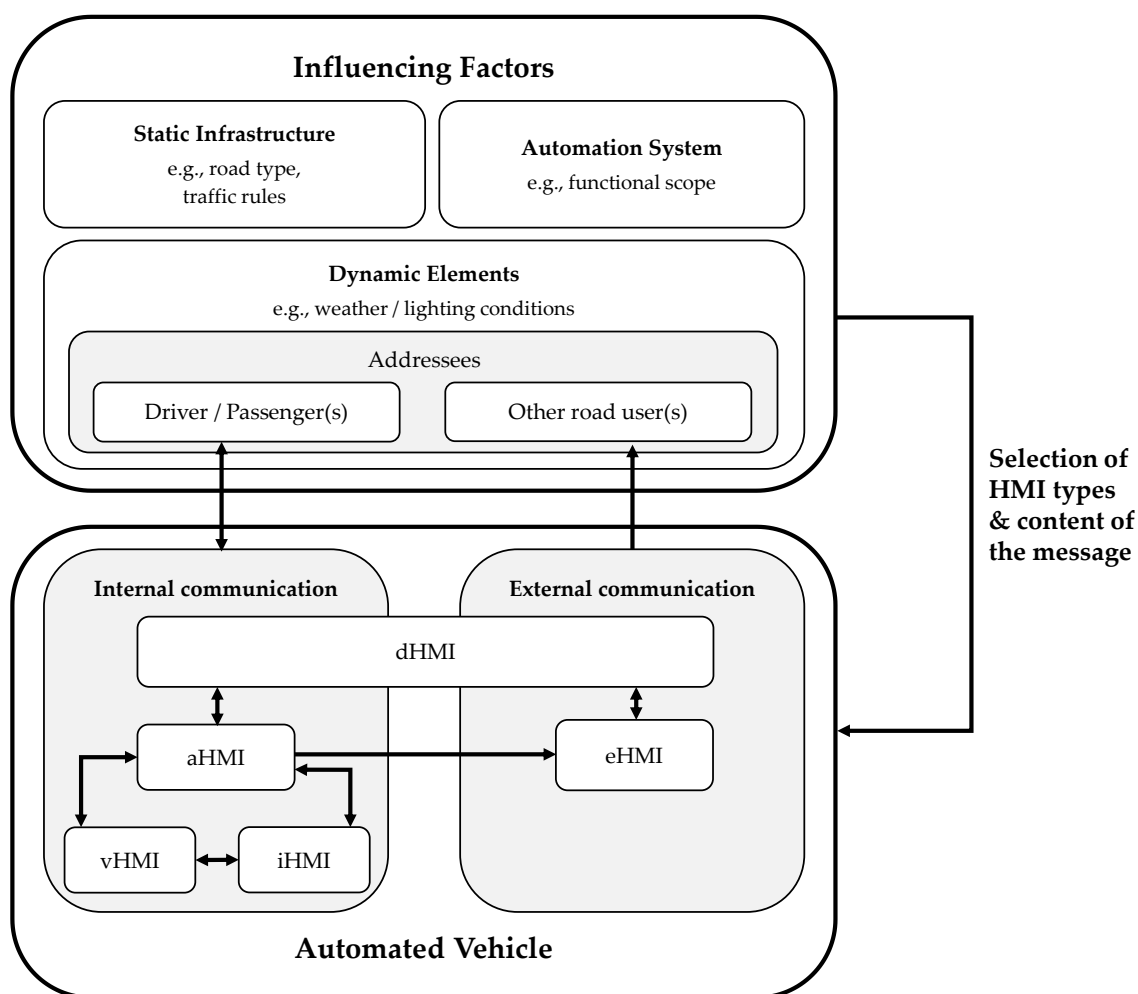 Influencing Factors
Static Infrastructure
e.g., road type,
traffic rules
Automation System
e.g., functional scope
Dynamic Elements
e.g., weather / lighting conditions
Addressees
Driver / Passenger(s)
Other road user(s)
Selection of
HMI types
& content of
the message
Internal communication
External communication
dHMI
aHMI
eHMI
vHMI
iHMI
Automated Vehicle